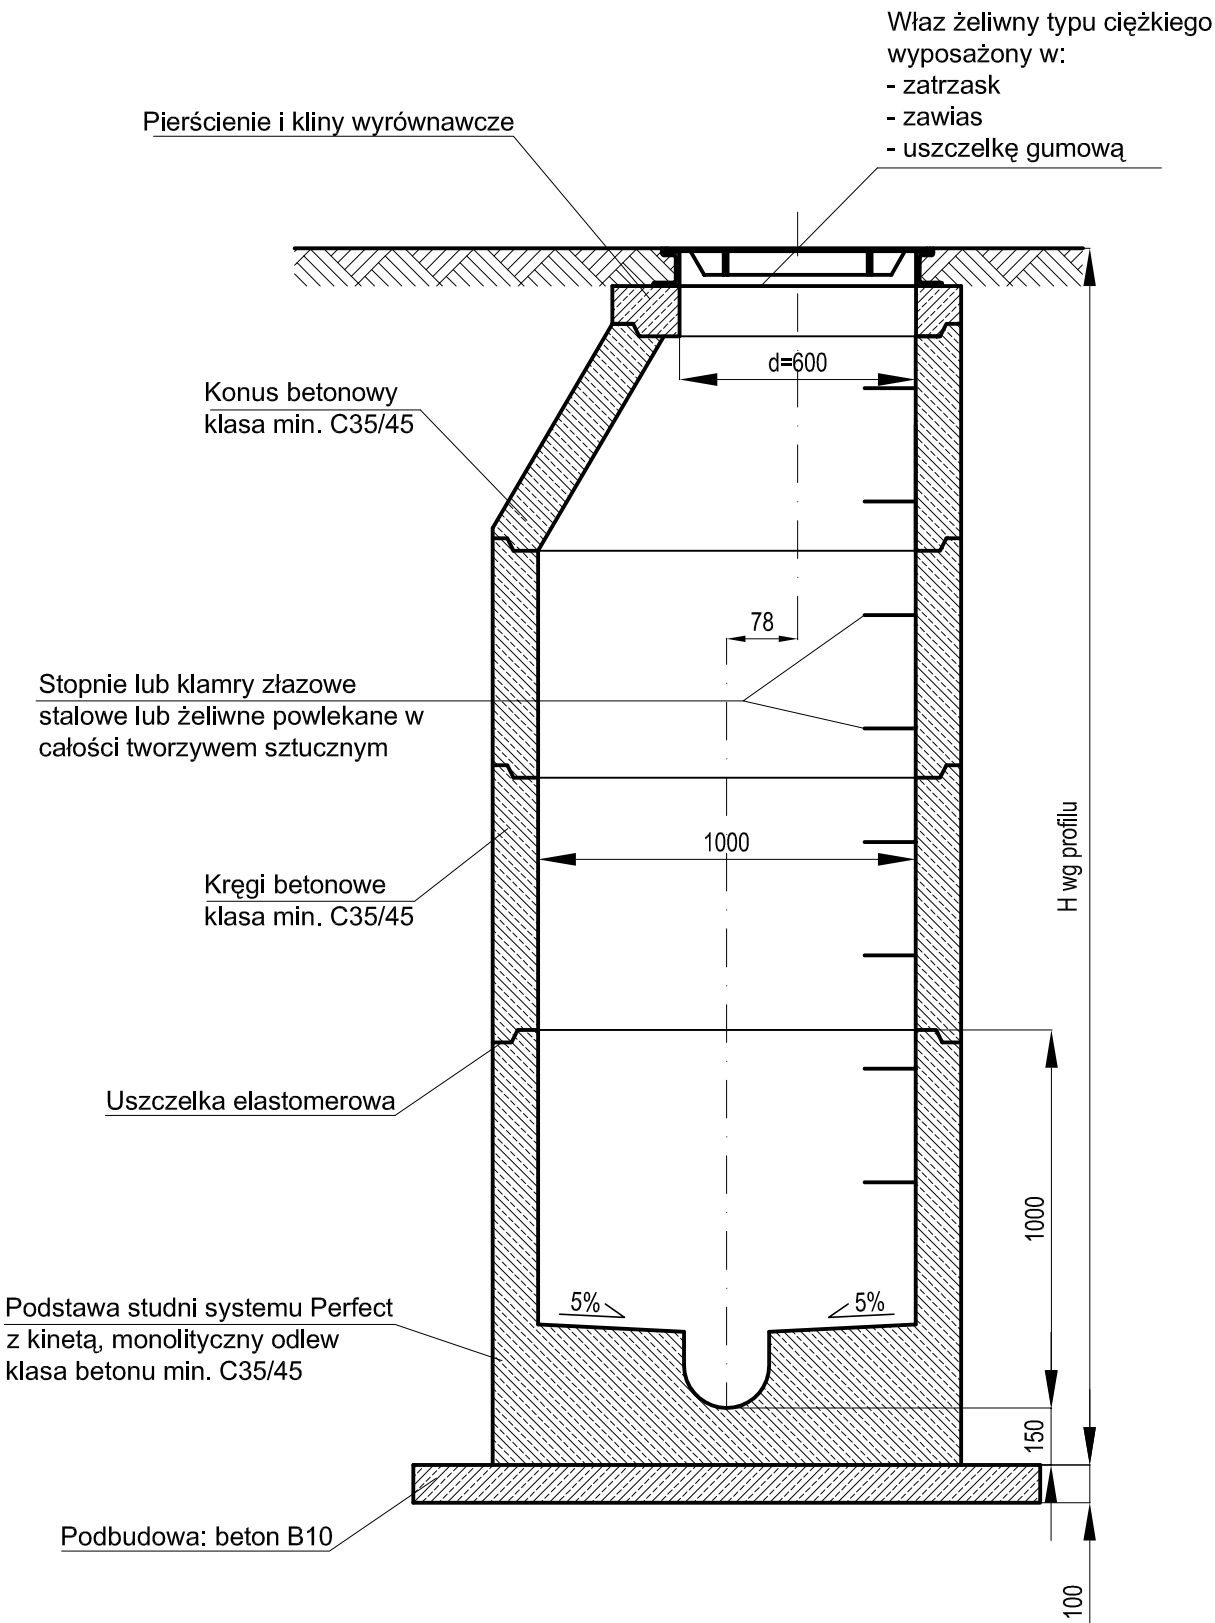 Właz żeliwny typu ciężkiego
wyposażony w:
- zatrzask
- zawias
- uszczelkę gumową
Pierścienie i kliny wyrównawcze
d=600
Konus betonowy
klasa min. C35/45
78
Stopnie lub klamry złazowe
stalowe lub żeliwne powlekane w
całości tworzywem sztucznym
1000
H wg profilu
Kręgi betonowe
klasa min. C35/45
Uszczelka elastomerowa
1000
5%
5%
Podstawa studni systemu Perfect
z kinetą, monolityczny odlew
klasa betonu min. C35/45
150
Podbudowa: beton B10
100